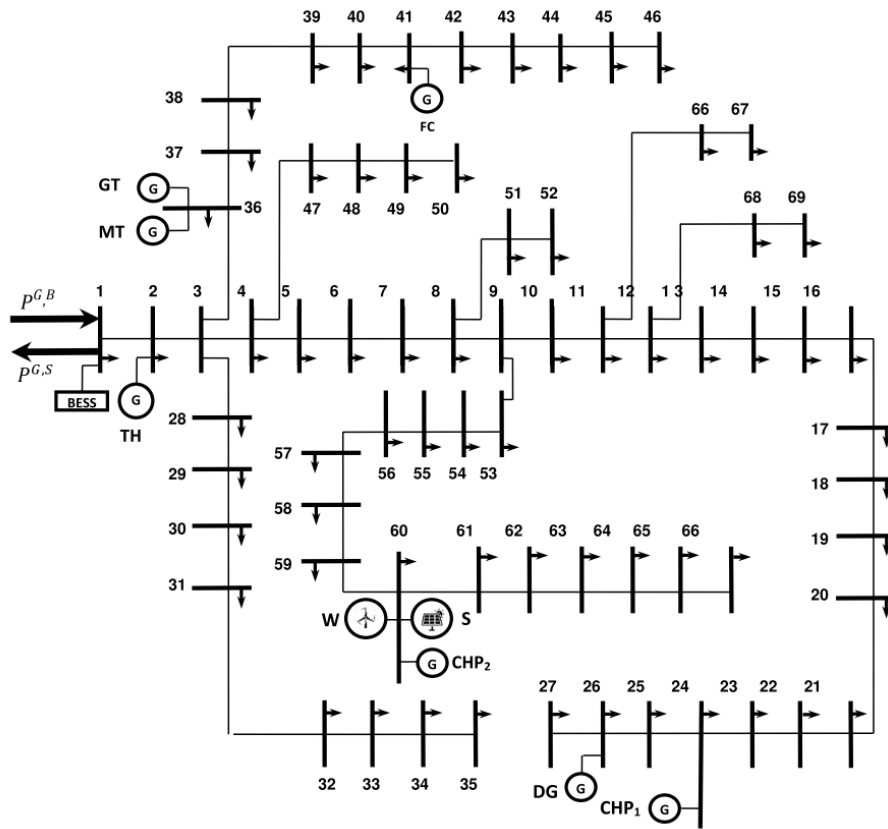 39 40 41 42 43 44 45 46
38
G
FC
66 67
37
GT G
36
MT G
47 48 49 50
51 52
68 69
P^{G,B}
1 2 3 4 5 6 7 8 9 10 11 12 1 3 14 15 16
P^{G,S}
BESS
G
TH
28
57
56 55 54 53
17
29
58
18
30
60 61 62 63 64 65 66
19
59
31
20
W S
G CHP₂
27 26 25 24 23 22 21
32 33 34 35
DG G
CHP₁ G